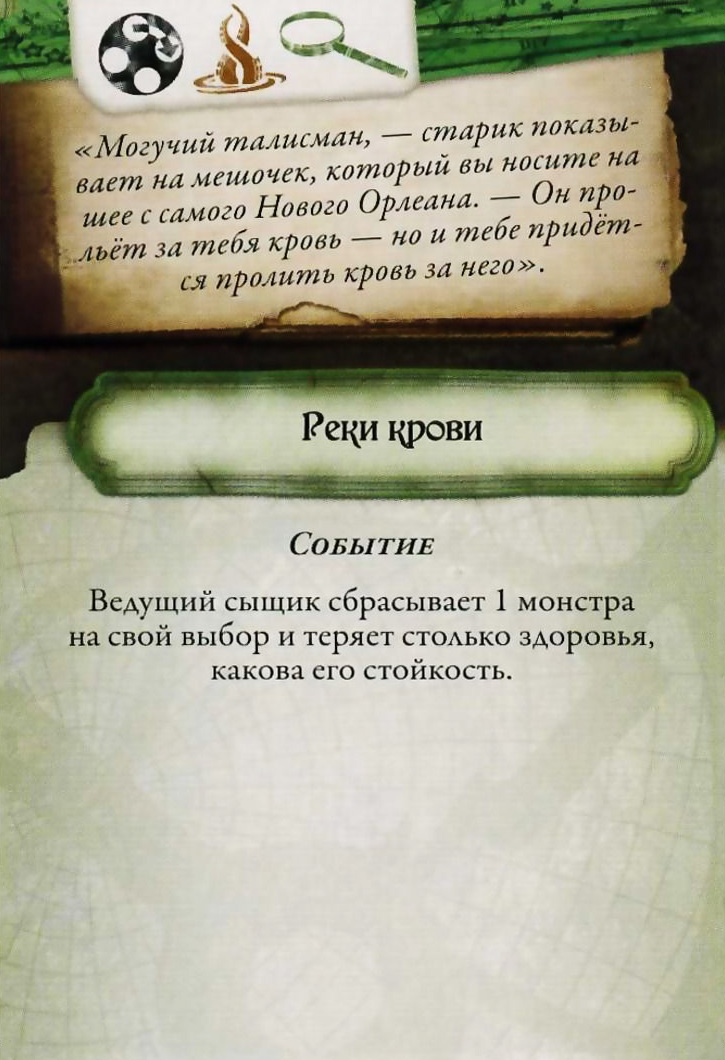 «Могучий талисман, — старик показы-
вает на мешочек, который вы носите на
шее с самого Нового Орлеана. — Он про-
льёт за тебя кровь — но и тебе придёт-
ся пролить кровь за него».
Реки крови
Событие
Ведущий сыщик сбрасывает 1 монстра
на свой выбор и теряет столько здоровья,
какова его стойкость.